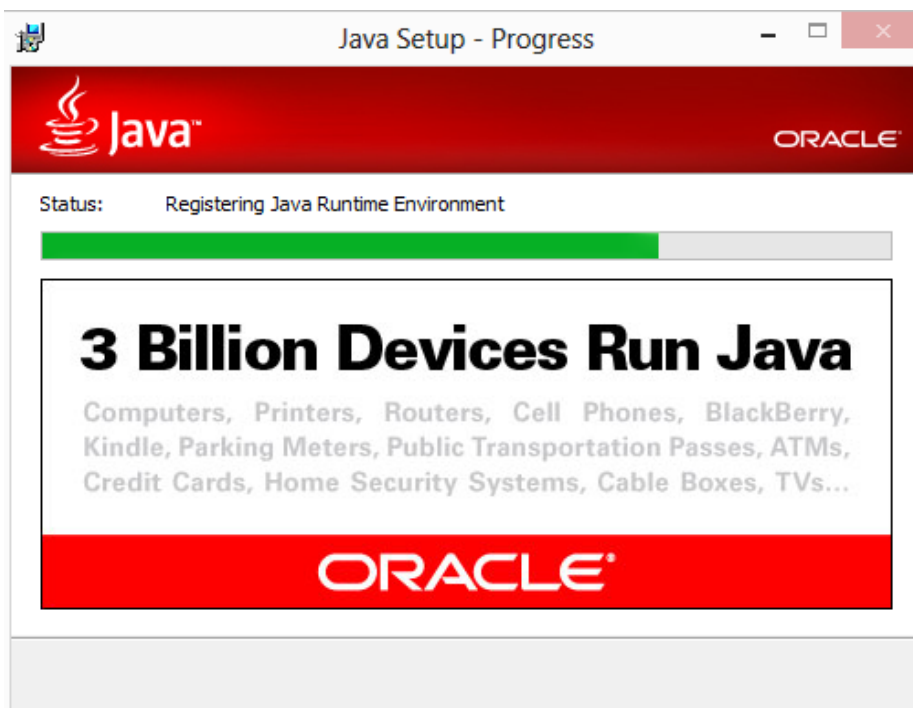 Java Setup - Progress
Java™
ORACLE®
Status: Registering Java Runtime Environment
3 Billion Devices Run Java
Computers, Printers, Routers, Cell Phones, BlackBerry,
Kindle, Parking Meters, Public Transportation Passes, ATMs,
Credit Cards, Home Security Systems, Cable Boxes, TVs...
ORACLE®